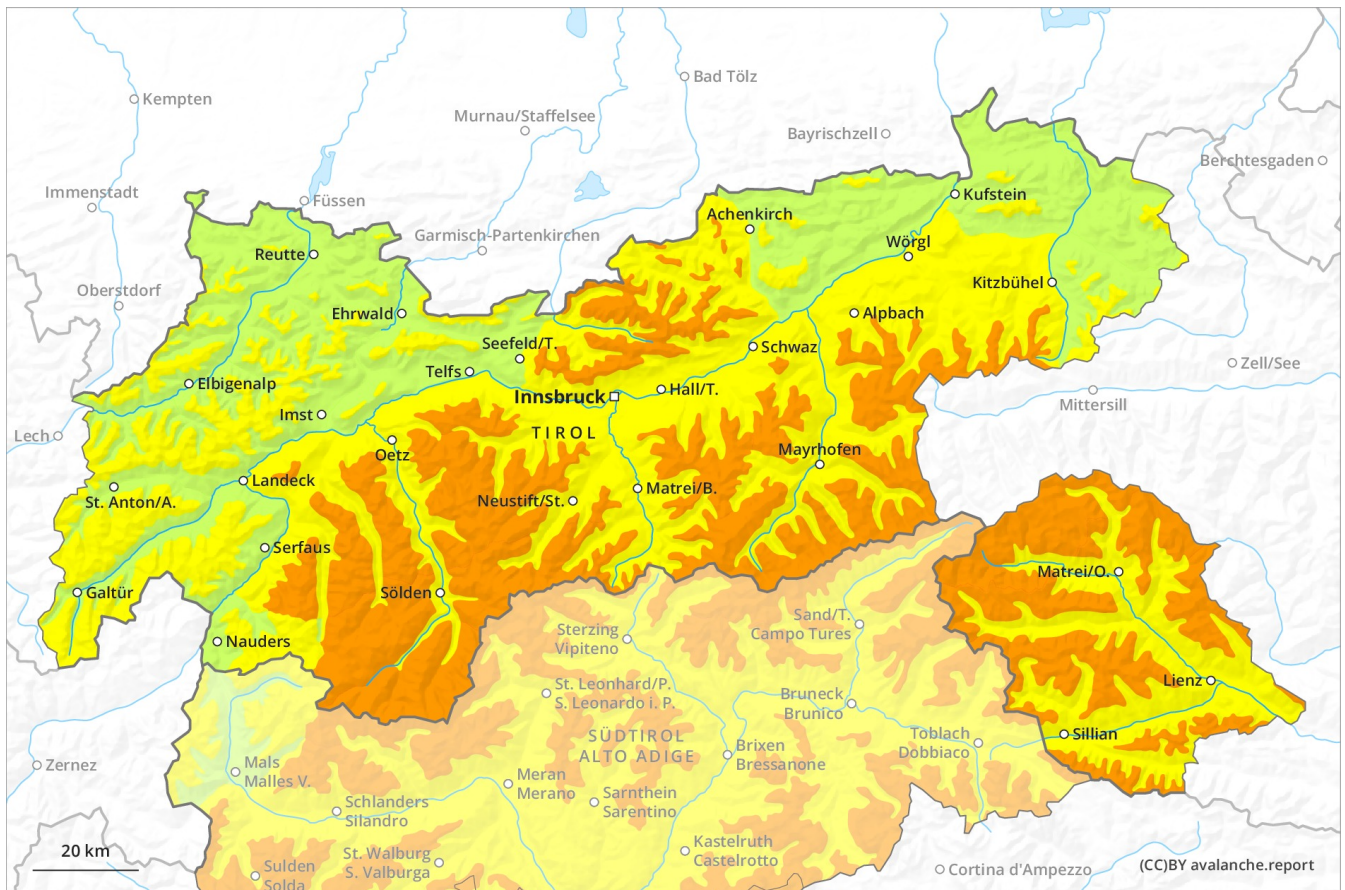 Bad Tölz
Kempten
Murnau/Staffelsee
Bayrischzell
Berchtesgaden
Immenstadt
Füssen
Kufstein
Achenkirch
Garmisch-Partenkirchen
Wörgl
Reutte
Kitzbühel
Oberstdorf
Ehrwald
Alpbach
Seefeld/T.
Schwaz
Zell/See
Telfs
Elbigenalp
Hall/T.
Innsbruck
Mittersill
Imst
TIROL
Lech
Oetz
Mayrhofen
Landeck
St. Anton/A.
Neustift/St.
Matrei/B.
Serfaus
Matrei/O.
Galtür
Sölden
Sand/T.
Campo Tures
Sterzing
Vipiteno
Nauders
Lienz
St. Leonhard/P.
S. Leonardo i. P.
Bruneck
Brunico
Sillian
SÜDTIROL
ALTO ADIGE
Toblach
Dobbiaco
Brixen
Bressanone
Zernez
Mals
Malles V.
Meran
Merano
Sarnthein
Sarentino
Schlanders
Silandro
Kastelruth
Castelrotto
20 km
St. Walburg
S. Valburga
Sulden
Solda
Cortina d'Ampezzo
(CC)BY avalanche.report